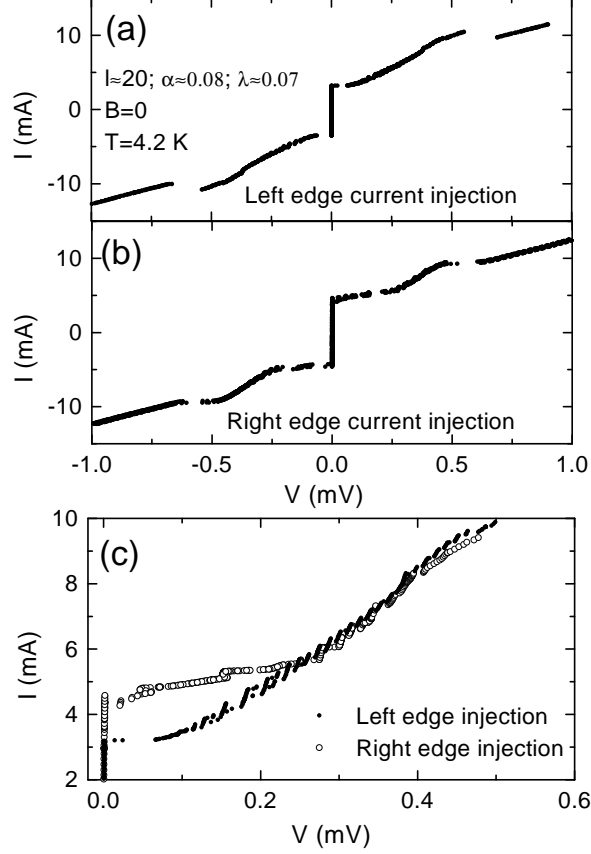 (a)
10
0
-10
I (mA)
l≈20; α≈0.08; λ≈0.07
B=0
T=4.2 K
Left edge current injection
(b)
10
0
-10
I (mA)
Right edge current injection
-1.0 -0.5 0.0 0.5 1.0
V (mV)
(c)
10
8
6
4
2
I (mA)
Left edge injection
Right edge injection
0.0 0.2 0.4 0.6
V (mV)